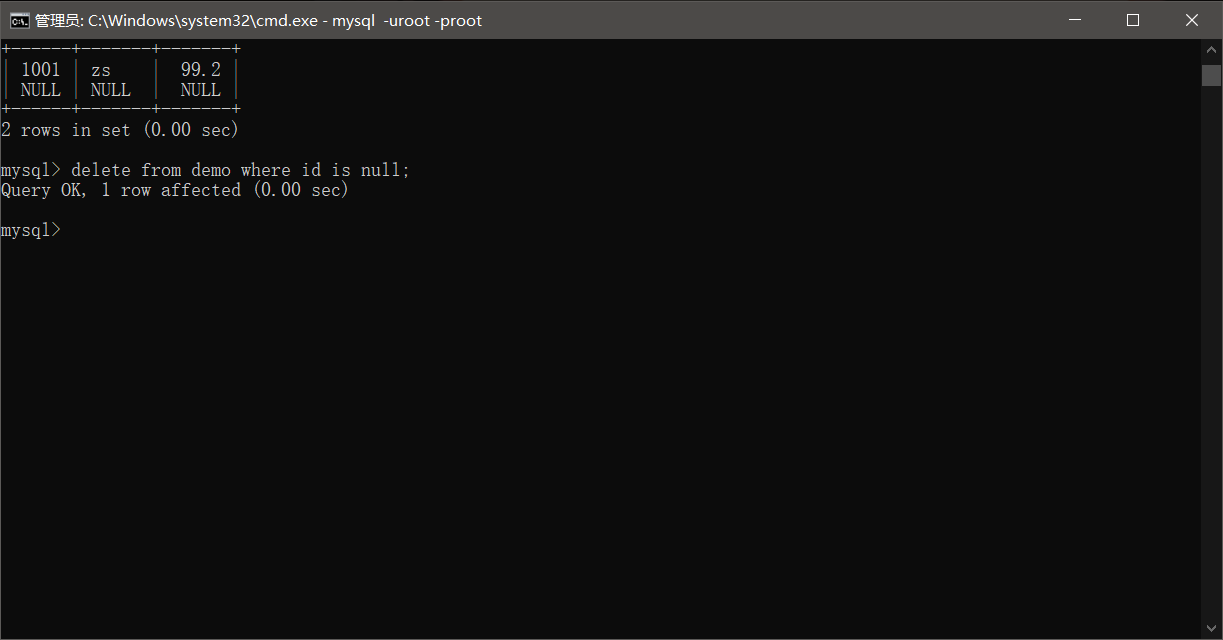 管理员: C:\Windows\system32\cmd.exe - mysql  -uroot -proot
+------+-------+-------+
| 1001 | zs    |  99.2 |
| NULL | NULL  |  NULL |
+------+-------+-------+
2 rows in set (0.00 sec)
mysql> delete from demo where id is null;
Query OK, 1 row affected (0.00 sec)
mysql>